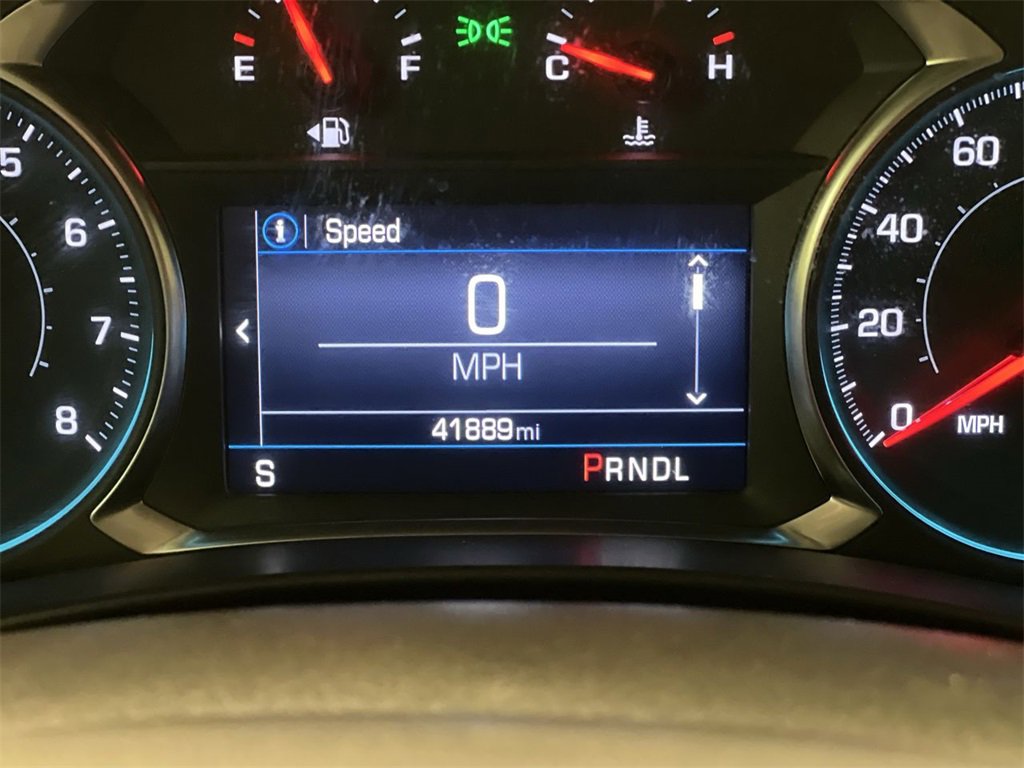 E F C H
5
6
7
8
i Speed
0
MPH
41889mi
S PRNDL
60
40
20
0 MPH